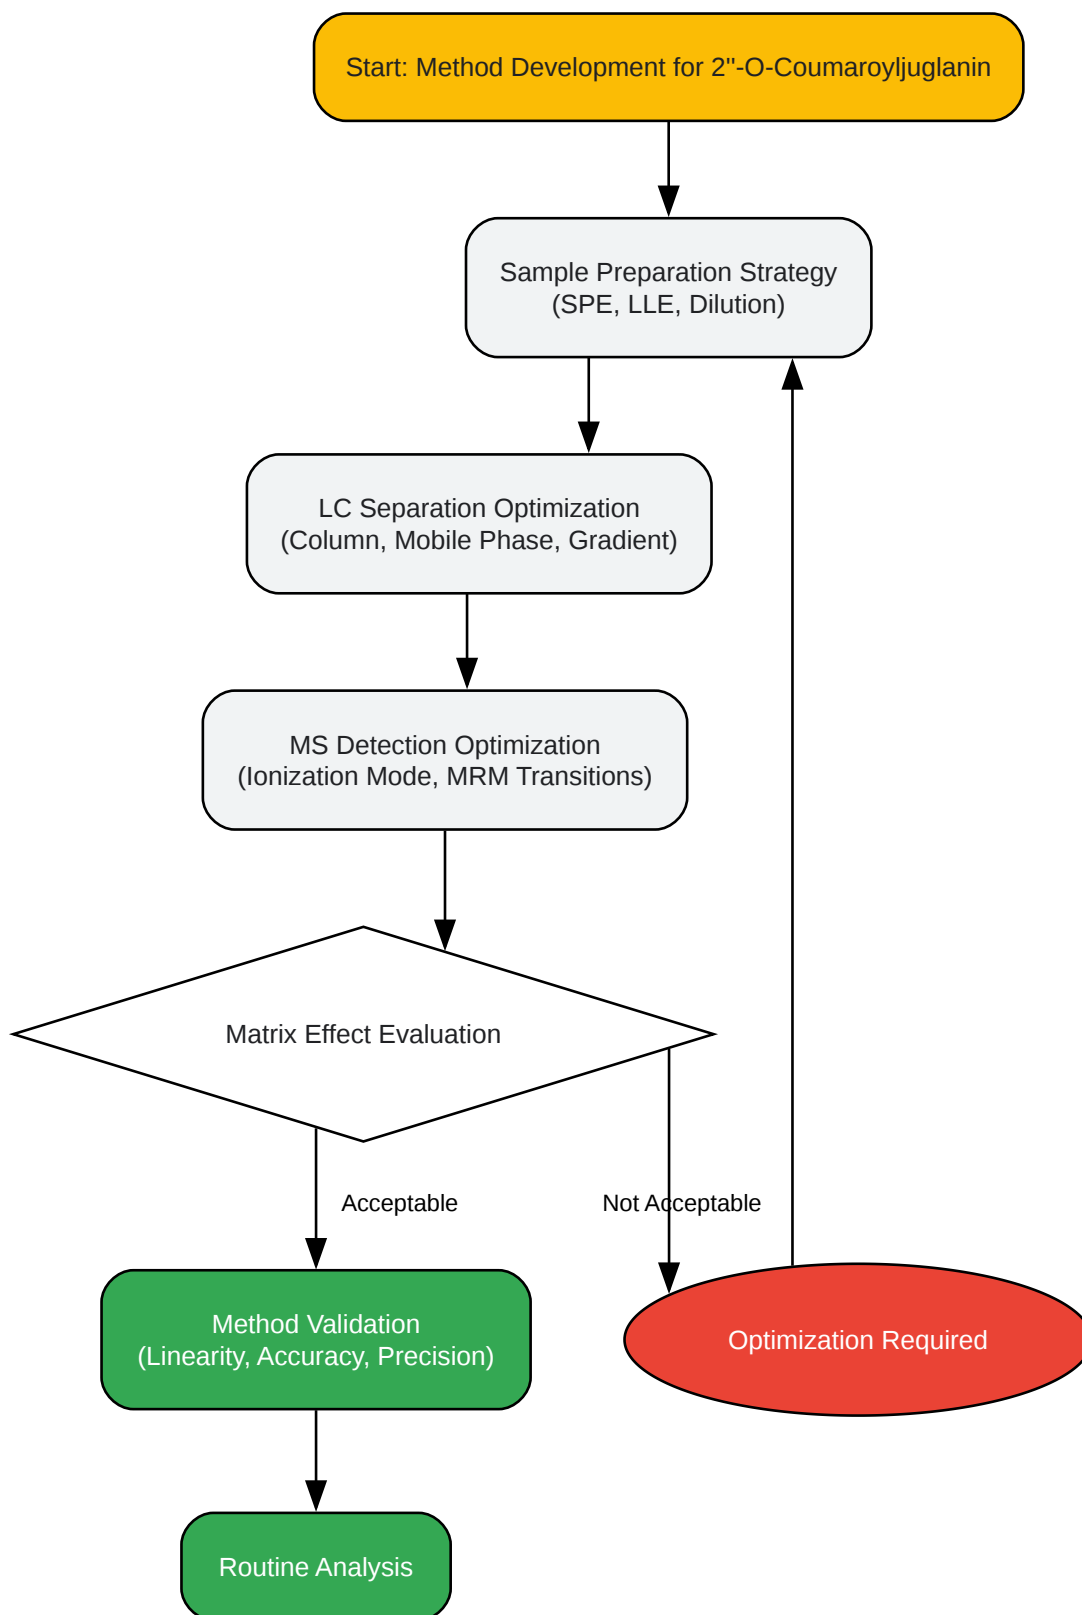 Start: Method Development for 2"-O-Coumaroyljuglanin
Sample Preparation Strategy
(SPE, LLE, Dilution)
LC Separation Optimization
(Column, Mobile Phase, Gradient)
MS Detection Optimization
(Ionization Mode, MRM Transitions)
Matrix Effect Evaluation
Acceptable
Not Acceptable
Method Validation
(Linearity, Accuracy, Precision)
Optimization Required
Routine Analysis